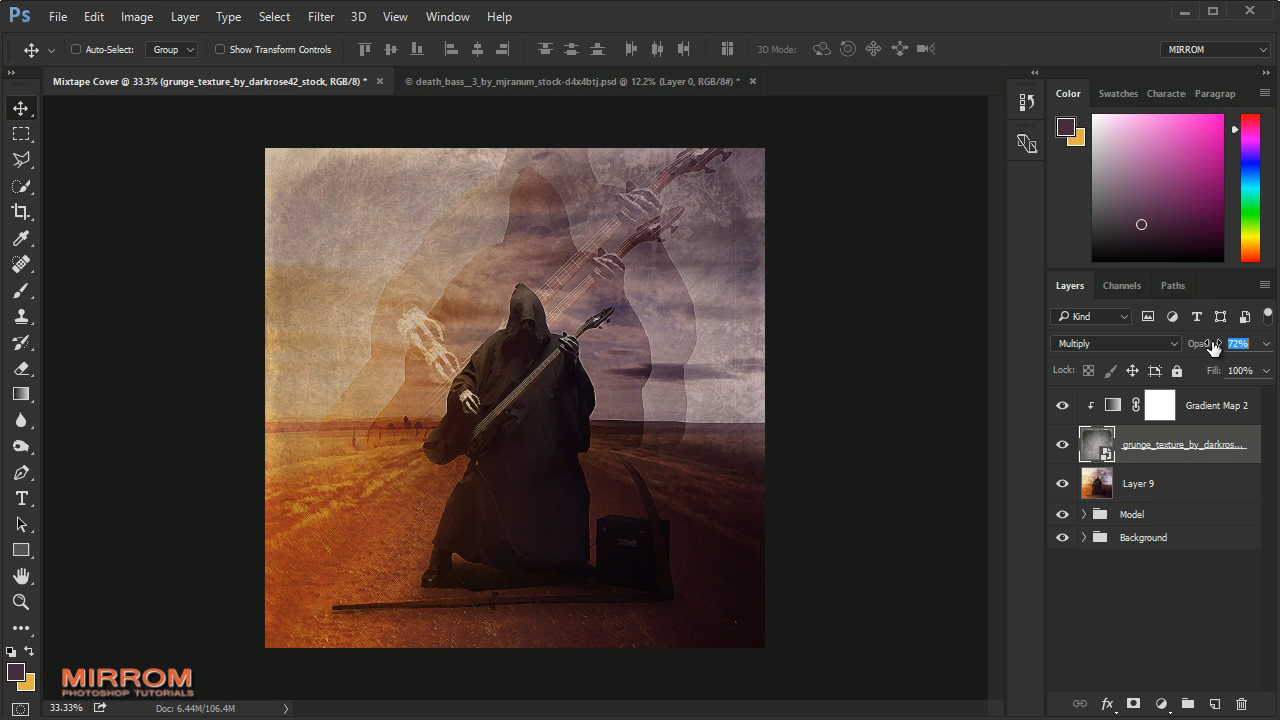 Ps File Edit Image Layer Type Select Filter 3D View Window Help
Auto-Select: Group Show Transform Controls 3D Mode: MIRROM
Mixtape Cover @ 33.3% (grunge_texture_by_darkrose42_stock, RGB/8) * © death_bass__3_by_mjranum_stock-d4x4btj.psd @ 12.2% (Layer 0, RGB/8#) *
Color Swatches Characte Paragrap
Layers Channels Paths
Kind
Multiply 72%
Lock: Fill: 100%
Gradient Map 2
grunge_texture_by_darkros...
Layer 9
Model
Background
MIRROM
PHOTOSHOP TUTORIALS
33.33% Doc: 6.44M/106.4M